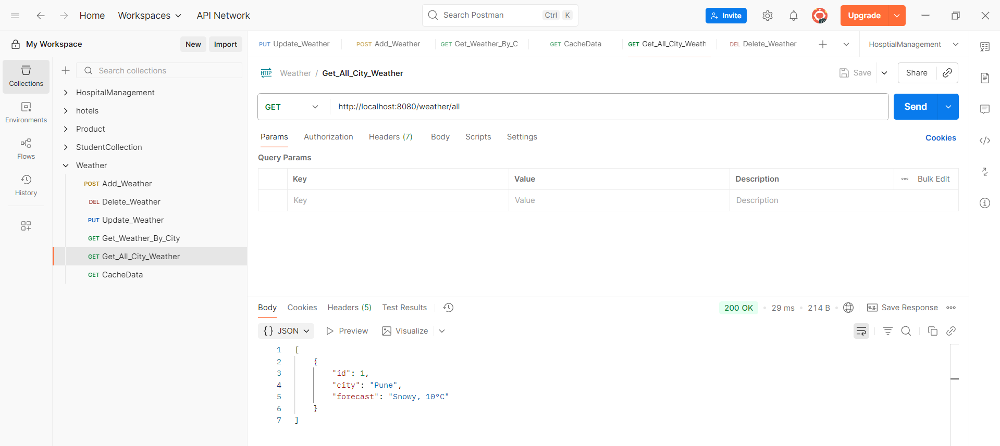 Home Workspaces API Network Search Postman Ctrl K Invite Upgrade
My Workspace New Import
PUT Update_Weather POST Add_Weather GET Get_Weather_By_C GET CacheData GET Get_All_City_Weath DEL Delete_Weather HosptialManagement
Collections
Environments
Flows
History
Search collections
HospitalManagement
hotels
Product
StudentCollection
Weather
POST Add_Weather
DEL Delete_Weather
PUT Update_Weather
GET Get_Weather_By_City
GET Get_All_City_Weather
GET CacheData
HTTP Weather / Get_All_City_Weather Save Share
GET http://localhost:8080/weather/all Send
Params Authorization Headers (7) Body Scripts Settings Cookies
Query Params
Key Value Description Bulk Edit
Key Value Description
Body Cookies Headers (5) Test Results 200 OK 29 ms 214 B e.g. Save Response
{} JSON Preview Visualize
1 [
2 {
3 "id": 1,
4 "city": "Pune",
5 "forecast": "Snowy, 10°C"
6 }
7 ]